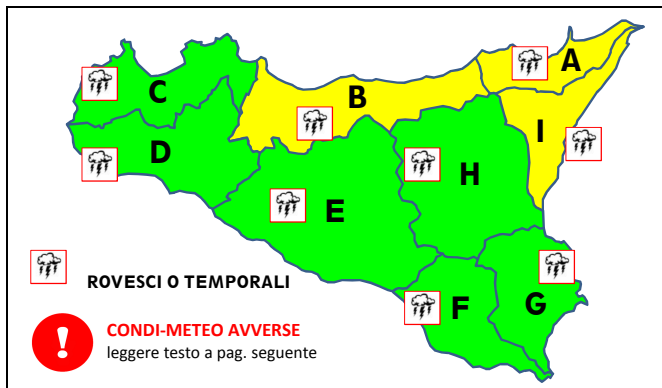 A
B
C
I
D
H
E
ROVESCI O TEMPORALI
F
G
!
CONDI-METEO AVVERSE
leggere testo a pag. seguente